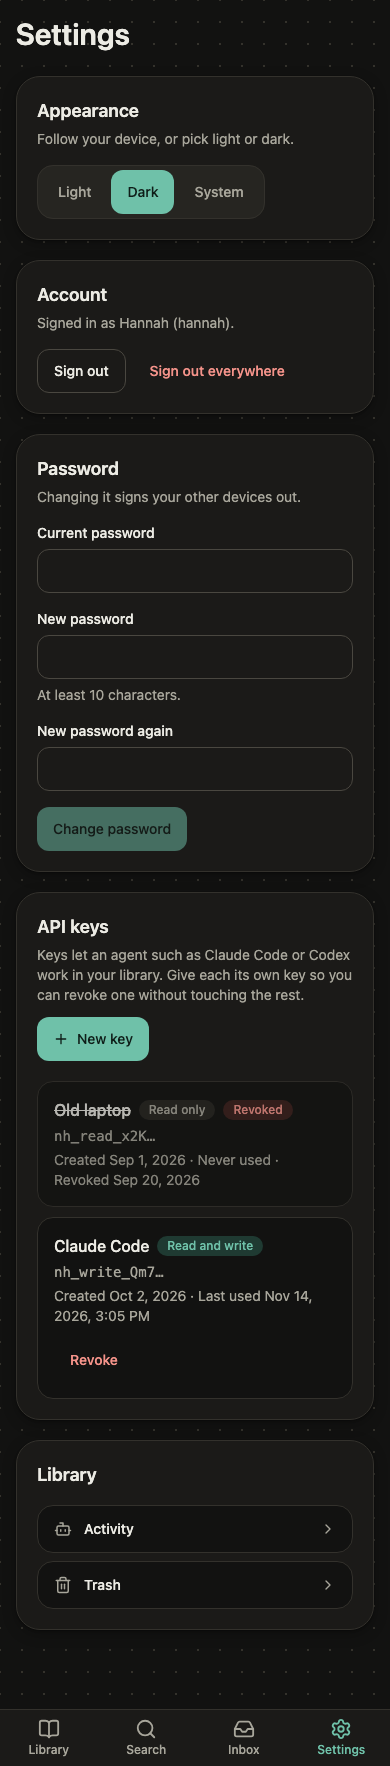 Settings
Appearance
Follow your device, or pick light or dark.
Light
Dark
System
Account
Signed in as Hannah (hannah).
Sign out
Sign out everywhere
Password
Changing it signs your other devices out.
Current password
New password
At least 10 characters.
New password again
Change password
API keys
Keys let an agent such as Claude Code or Codex
work in your library. Give each its own key so you
can revoke one without touching the rest.
New key
Old laptop Read only Revoked
nh_read_x2K…
Created Sep 1, 2026 · Never used ·
Revoked Sep 20, 2026
Claude Code Read and write
nh_write_Qm7…
Created Oct 2, 2026 · Last used Nov 14,
2026, 3:05 PM
Revoke
Library
Activity
Trash
Library
Search
Inbox
Settings